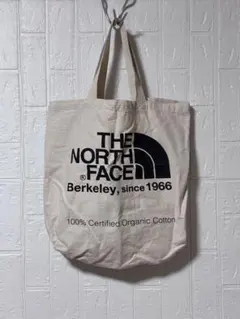 THE
NORTH
FACE
®
Berkeley, since 1966
100% Certified Organic Cotton